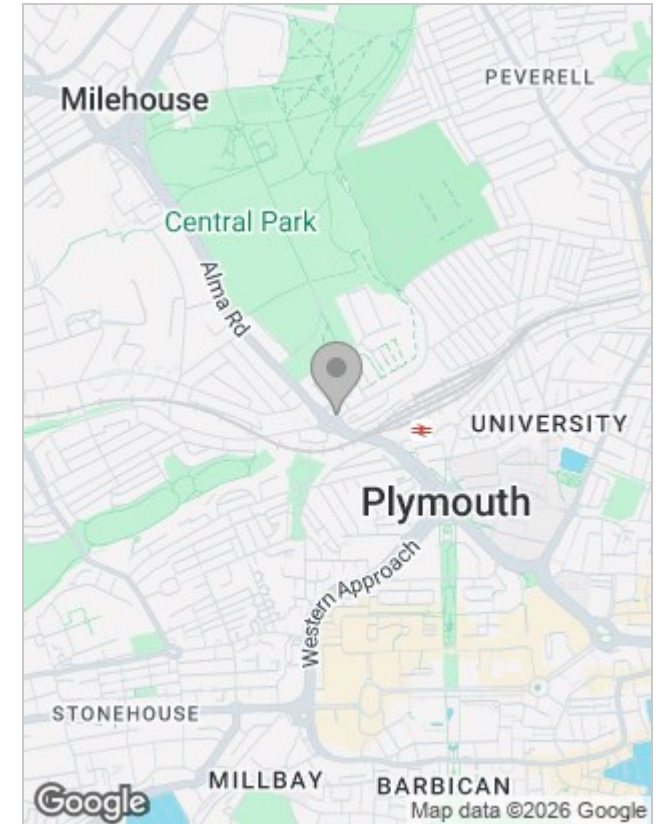 PEVERELL
Milehouse
Central Park
Alma Rd
UNIVERSITY
Plymouth
Western Approach
STONEHOUSE
MILLBAY
BARBICAN
Google
Map data ©2026 Google